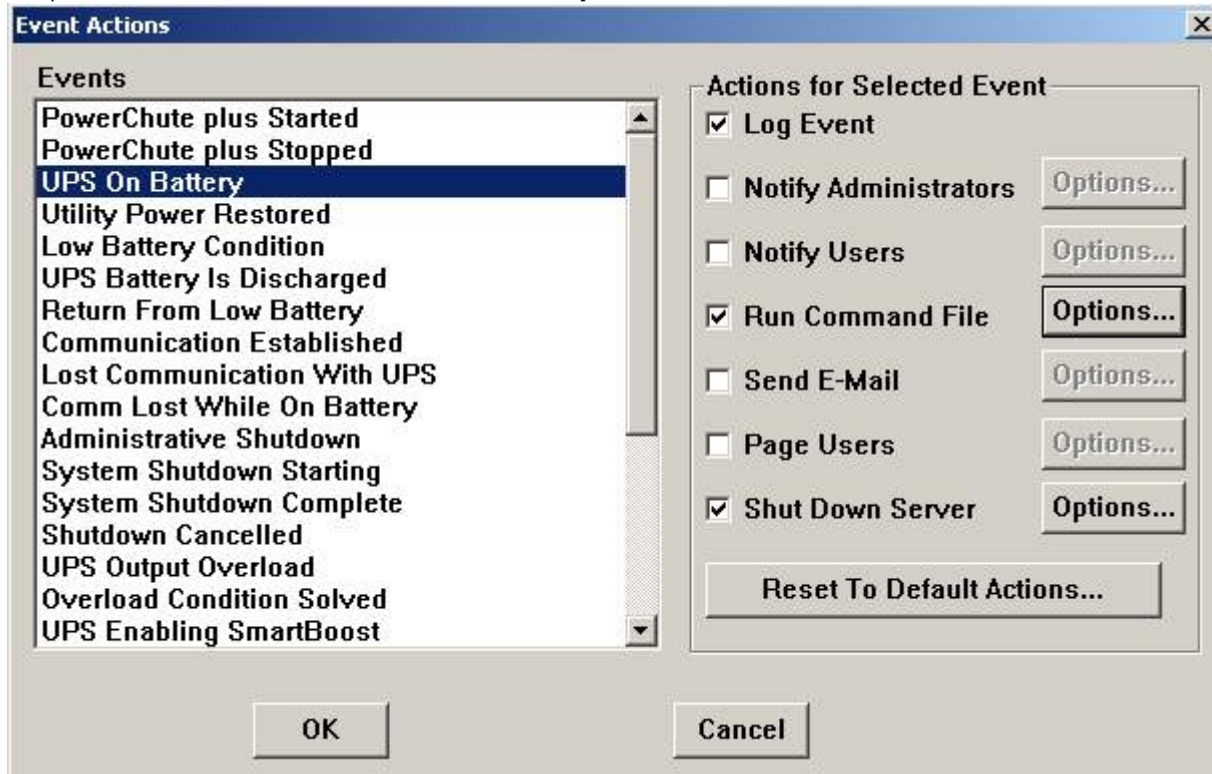 Event Actions
Events
PowerChute plus Started
PowerChute plus Stopped
UPS On Battery
Utility Power Restored
Low Battery Condition
UPS Battery Is Discharged
Return From Low Battery
Communication Established
Lost Communication With UPS
Comm Lost While On Battery
Administrative Shutdown
System Shutdown Starting
System Shutdown Complete
Shutdown Cancelled
UPS Output Overload
Overload Condition Solved
UPS Enabling SmartBoost
Actions for Selected Event
Log Event
Notify Administrators Options...
Notify Users Options...
Run Command File Options...
Send E-Mail Options...
Page Users Options...
Shut Down Server Options...
Reset To Default Actions...
OK
Cancel